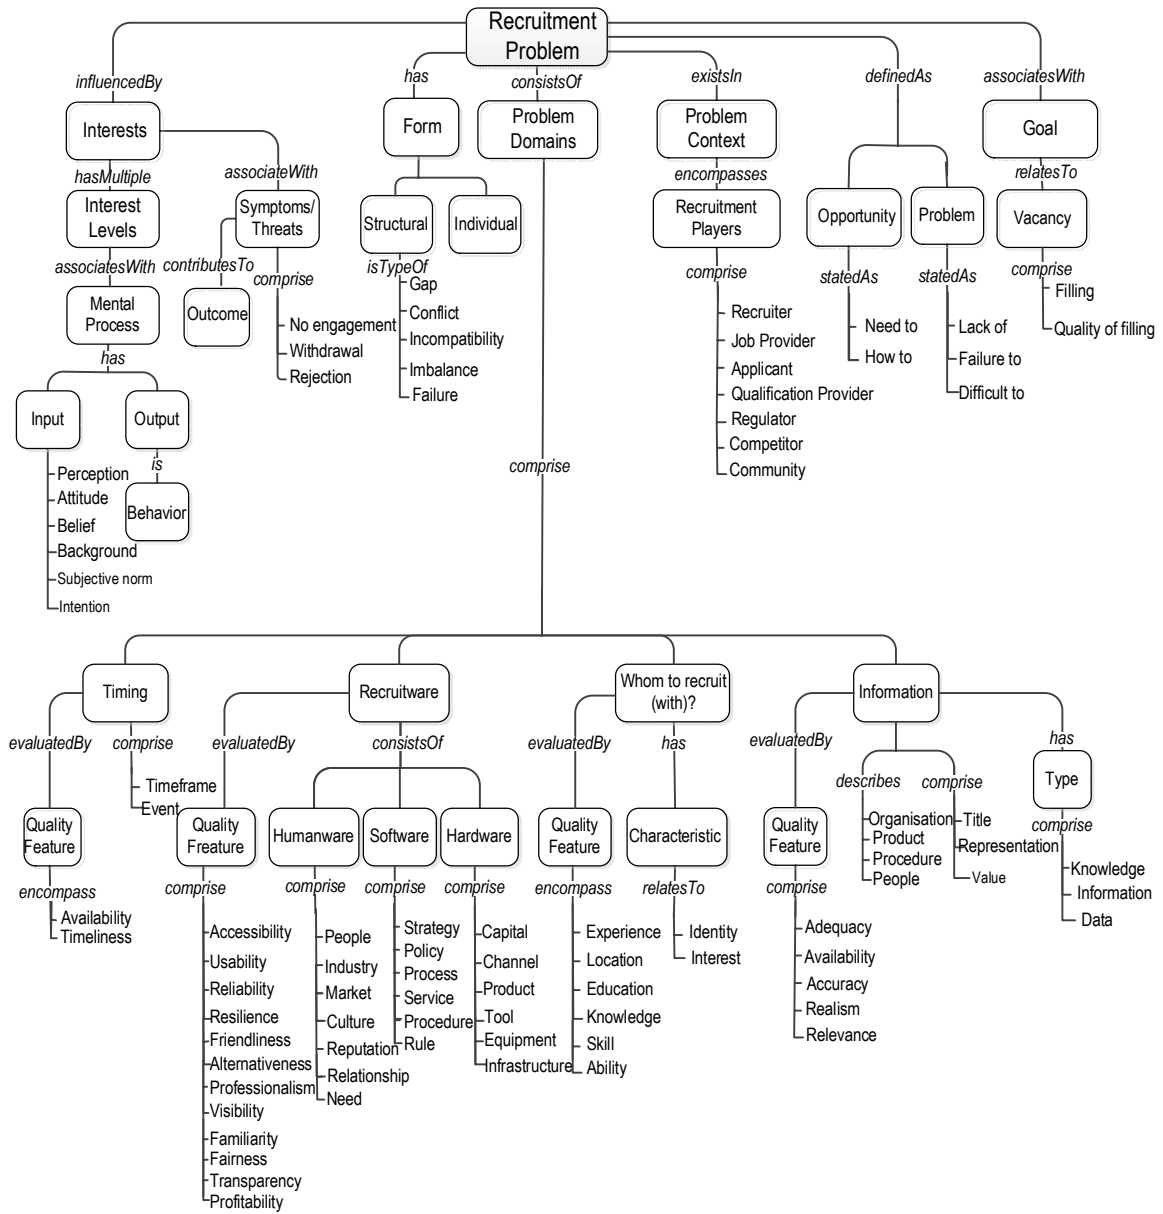 Recruitment
Problem
influencedBy
has
consistsOf
existsIn
definedAs
associatesWith
Interests
Form
Problem
Domains
Problem
Context
Goal
hasMultiple
associateWith
encompasses
relatesTo
Interest
Levels
Symptoms/
Threats
Structural
Individual
Recruitment
Players
Opportunity
Problem
Vacancy
associatesWith
contributesTo
comprise
isTypeOf
comprise
statedAs
statedAs
comprise
Mental
Process
Outcome
No engagement
Withdrawal
Rejection
Gap
Conflict
Incompatibility
Imbalance
Failure
Recruiter
Job Provider
Applicant
Qualification Provider
Regulator
Competitor
Community
Need to
How to
Lack of
Failure to
Difficult to
Filling
Quality of filling
has
Input
Output
is
Behavior
Perception
Attitude
Belief
Background
Subjective norm
Intention
comprise
Timing
Recruitware
Whom to recruit
(with)?
Information
evaluatedBy
comprise
evaluatedBy
consistsOf
evaluatedBy
has
evaluatedBy
describes
comprise
has
Timeframe
Event
Type
Quality
Feature
Quality
Freature
Humanware
Software
Hardware
Quality
Feature
Characteristic
Quality
Feature
Organisation
Product
Procedure
People
Title
Representation
Value
comprise
Knowledge
Information
Data
encompass
Availability
Timeliness
comprise
Accessibility
Usability
Reliability
Resilience
Friendliness
Alternativeness
Professionalism
Visibility
Familiarity
Fairness
Transparency
Profitability
comprise
People
Industry
Market
Culture
Reputation
Relationship
Need
comprise
Strategy
Policy
Process
Service
Procedure
Rule
comprise
Capital
Channel
Product
Tool
Equipment
Infrastructure
encompass
Experience
Location
Education
Knowledge
Skill
Ability
relatesTo
Identity
Interest
comprise
Adequacy
Availability
Accuracy
Realism
Relevance